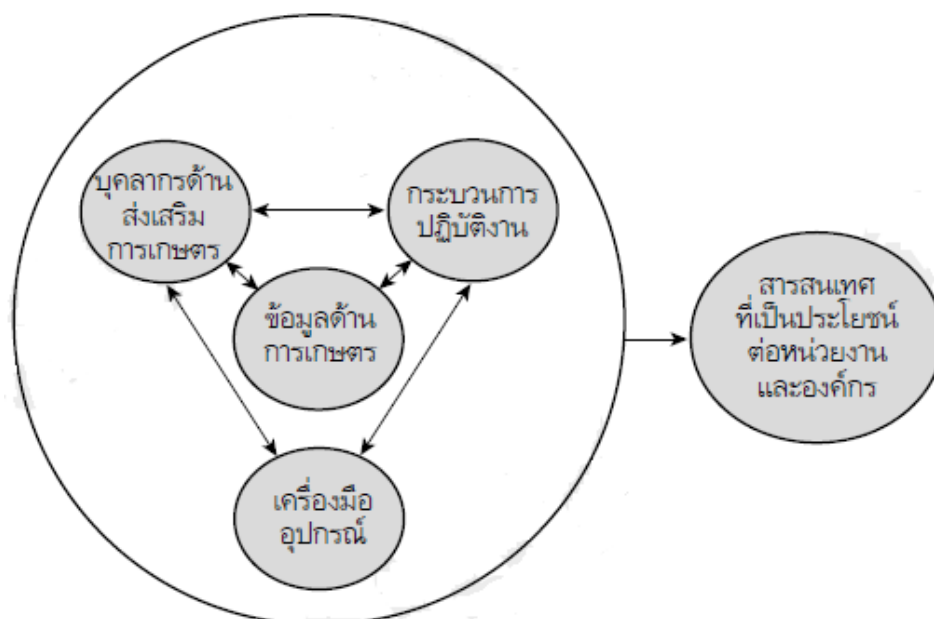 บุคลากรด้าน
ส่งเสริม
การเกษตร
กระบวนการ
ปฏิบัติงาน
ข้อมูลด้าน
การเกษตร
เครื่องมือ
อุปกรณ์
สารสนเทศ
ที่เป็นประโยชน์
ต่อหน่วยงาน
และองค์กร